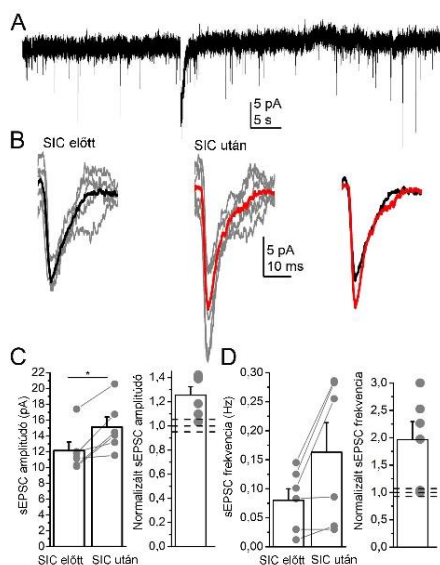 A
5 pA
5 s
B
SIC előtt
SIC után
5 pA
10 ms
C
sEPSC amplitúdó (pA)
22
20
18
16
14
12
10
8
6
4
2
0
*
SIC előtt
SIC után
Normalizált sEPSC amplitúdó
1,4
1,2
1,0
0,8
0,6
0,4
0,2
0,0
D
sEPSC frekvencia (Hz)
0,30
0,25
0,20
0,15
0,10
0,05
0,00
SIC előtt
SIC után
Normalizált sEPSC frekvencia
3,0
2,5
2,0
1,5
1,0
0,5
0,0